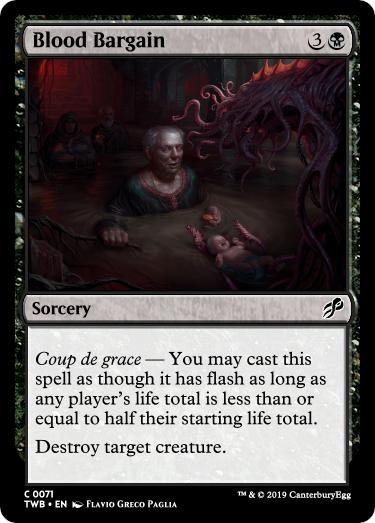 Blood Bargain 3
Sorcery
Coup de grace — You may cast this
spell as though it has flash as long as
any player's life total is less than or
equal to half their starting life total.
Destroy target creature.
C 0071
TWB • EN Flavio Greco Paglia
™ & © 2019 CanterburyEgg